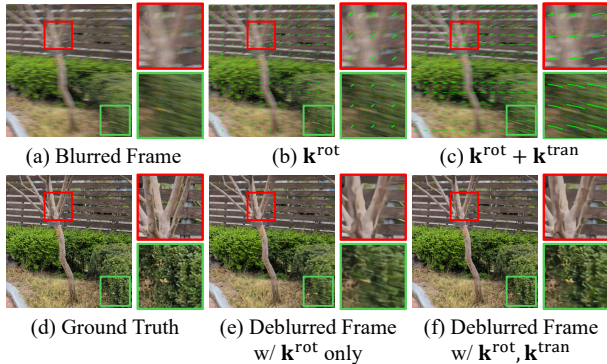 (a) Blurred Frame
(b) k^rot
(c) k^rot + k^tran
(d) Ground Truth
(e) Deblurred Frame w/ k^rot only
(f) Deblurred Frame w/ k^rot, k^tran